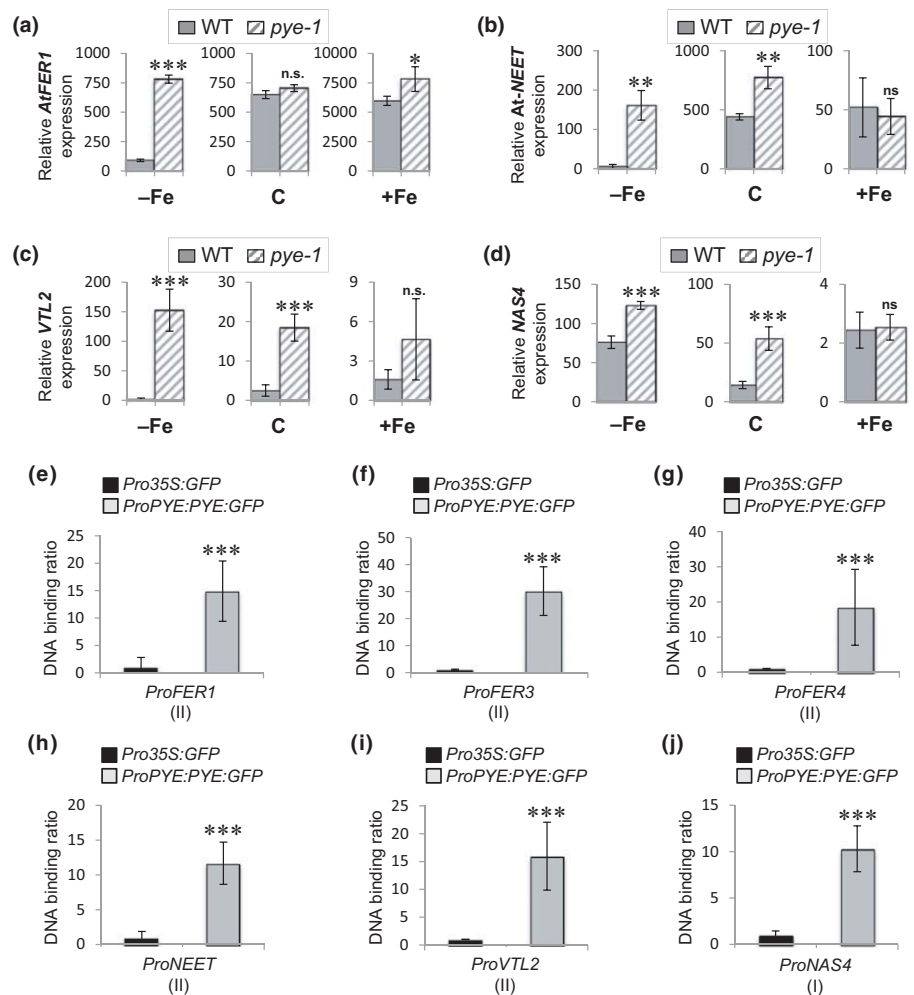 (a)
WT pye-1
Relative AtFER1
expression
1000
750
500
250
0
***
–Fe
1000
750
500
250
0
n.s.
C
10000
7500
5000
2500
0
*
+Fe
(b)
WT pye-1
Relative At-NEET
expression
300
200
100
0
**
–Fe
1000
500
0
**
C
100
50
0
ns
+Fe
(c)
WT pye-1
Relative VTL2
expression
200
150
100
50
0
***
–Fe
30
20
10
0
***
C
9
6
3
0
n.s.
+Fe
(d)
WT pye-1
Relative NAS4
expression
150
100
50
0
***
–Fe
100
50
0
***
C
4
2
0
ns
+Fe
(e)
Pro35S:GFP
ProPYE:PYE:GFP
DNA binding ratio
25
20
15
10
5
0
***
ProFER1
(II)
(f)
Pro35S:GFP
ProPYE:PYE:GFP
DNA binding ratio
50
40
30
20
10
0
***
ProFER3
(II)
(g)
Pro35S:GFP
ProPYE:PYE:GFP
DNA binding ratio
40
30
20
10
0
***
ProFER4
(II)
(h)
Pro35S:GFP
ProPYE:PYE:GFP
DNA binding ratio
20
15
10
5
0
***
ProNEET
(II)
(i)
Pro35S:GFP
ProPYE:PYE:GFP
DNA binding ratio
25
20
15
10
5
0
***
ProVTL2
(II)
(j)
Pro35S:GFP
ProPYE:PYE:GFP
DNA binding ratio
15
10
5
0
***
ProNAS4
(I)